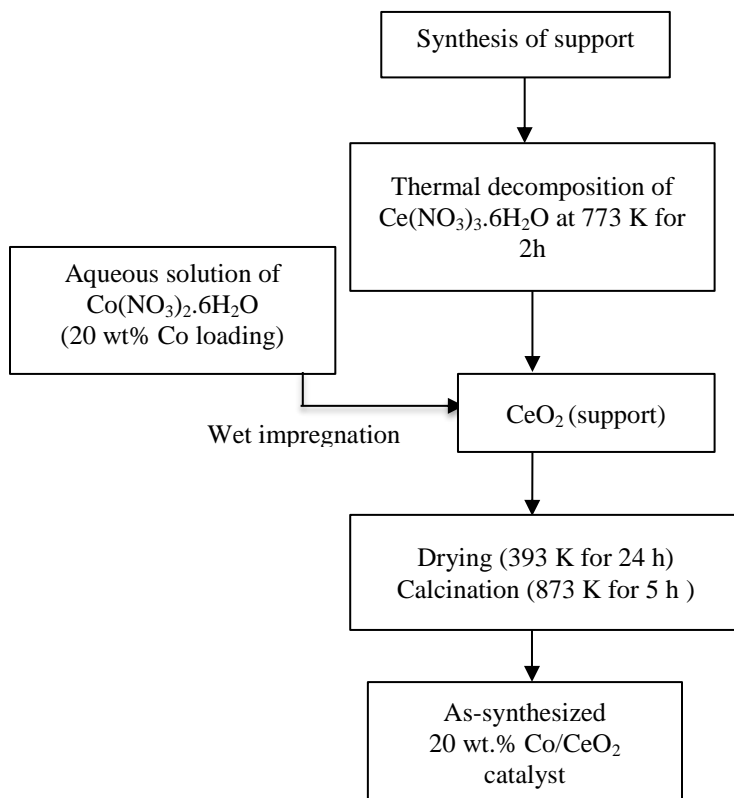 Synthesis of support
Thermal decomposition of
Ce(NO₃)₃.6H₂O at 773 K for
2h
Aqueous solution of
Co(NO₃)₂.6H₂O
(20 wt% Co loading)
Wet impregnation
CeO₂ (support)
Drying (393 K for 24 h)
Calcination (873 K for 5 h )
As-synthesized
20 wt.% Co/CeO₂
catalyst